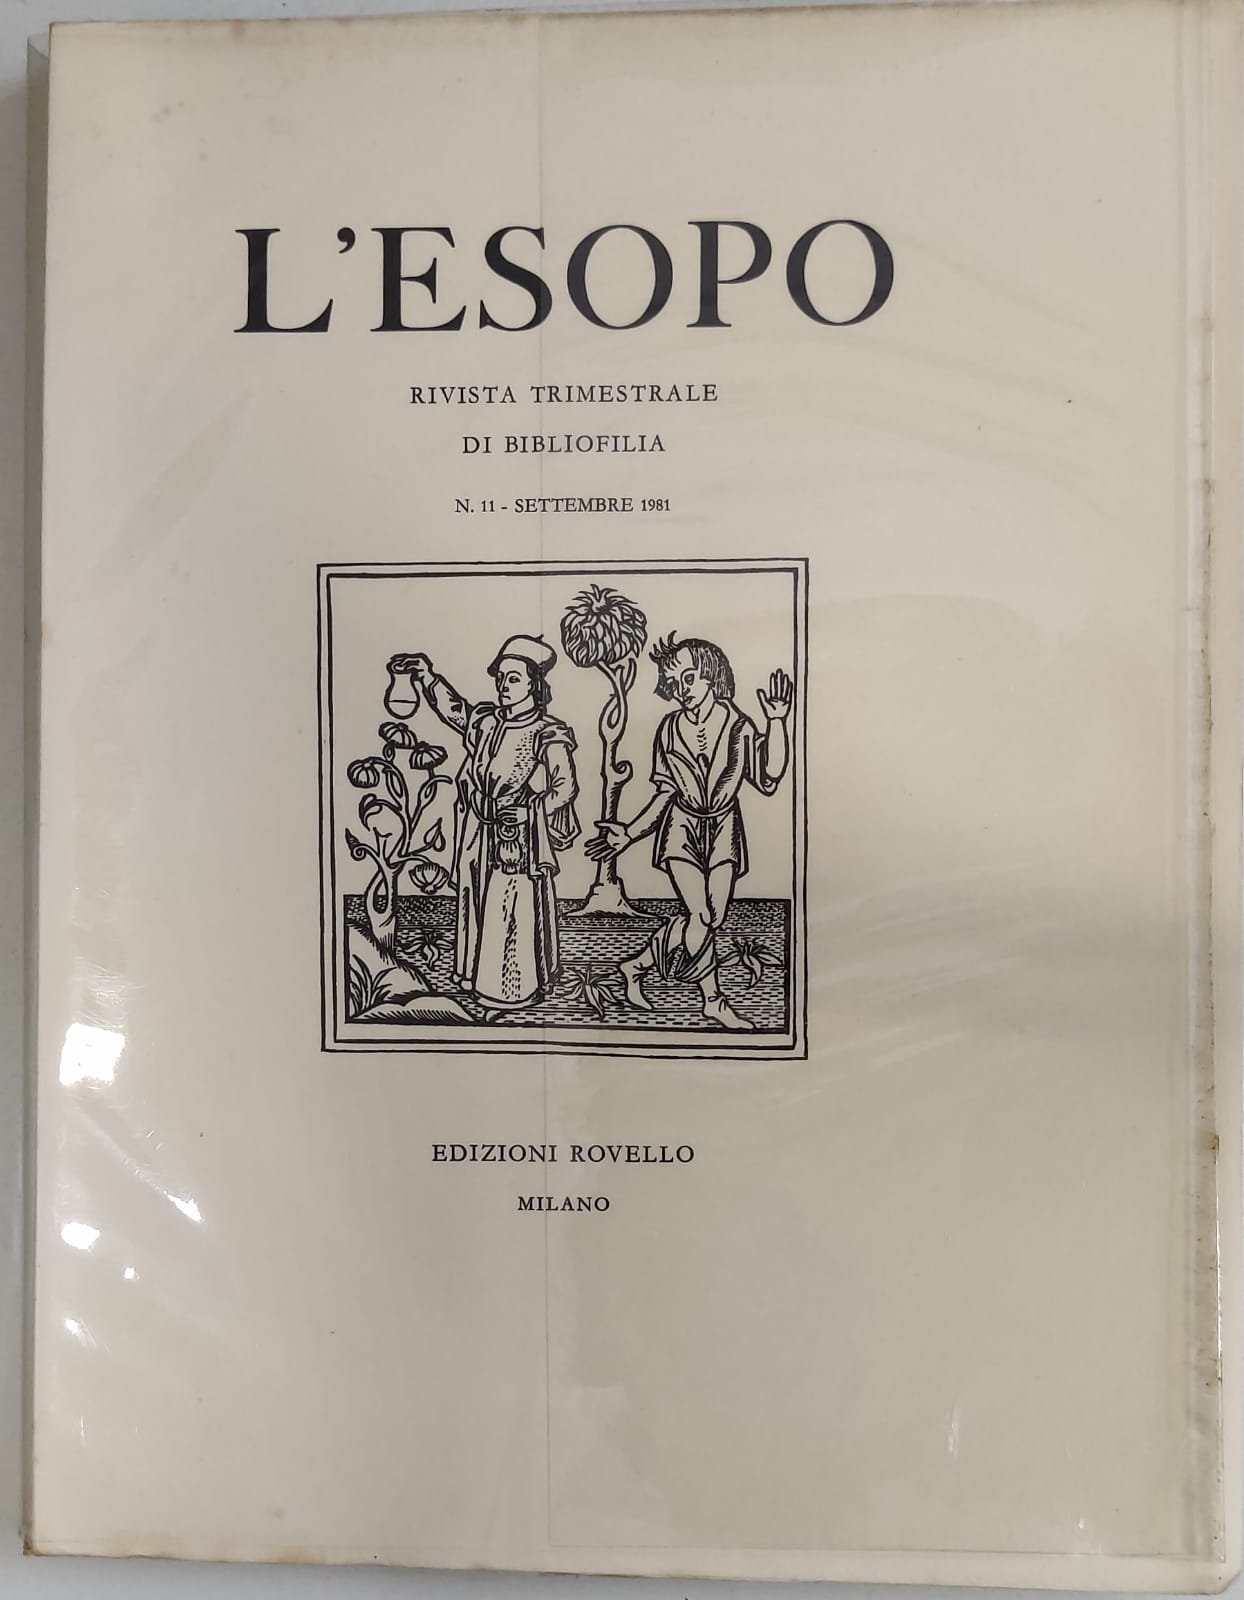 L'ESOPO
RIVISTA TRIMESTRALE
DI BIBLIOFILIA
N. 11 - SETTEMBRE 1981
EDIZIONI ROVELLO
MILANO